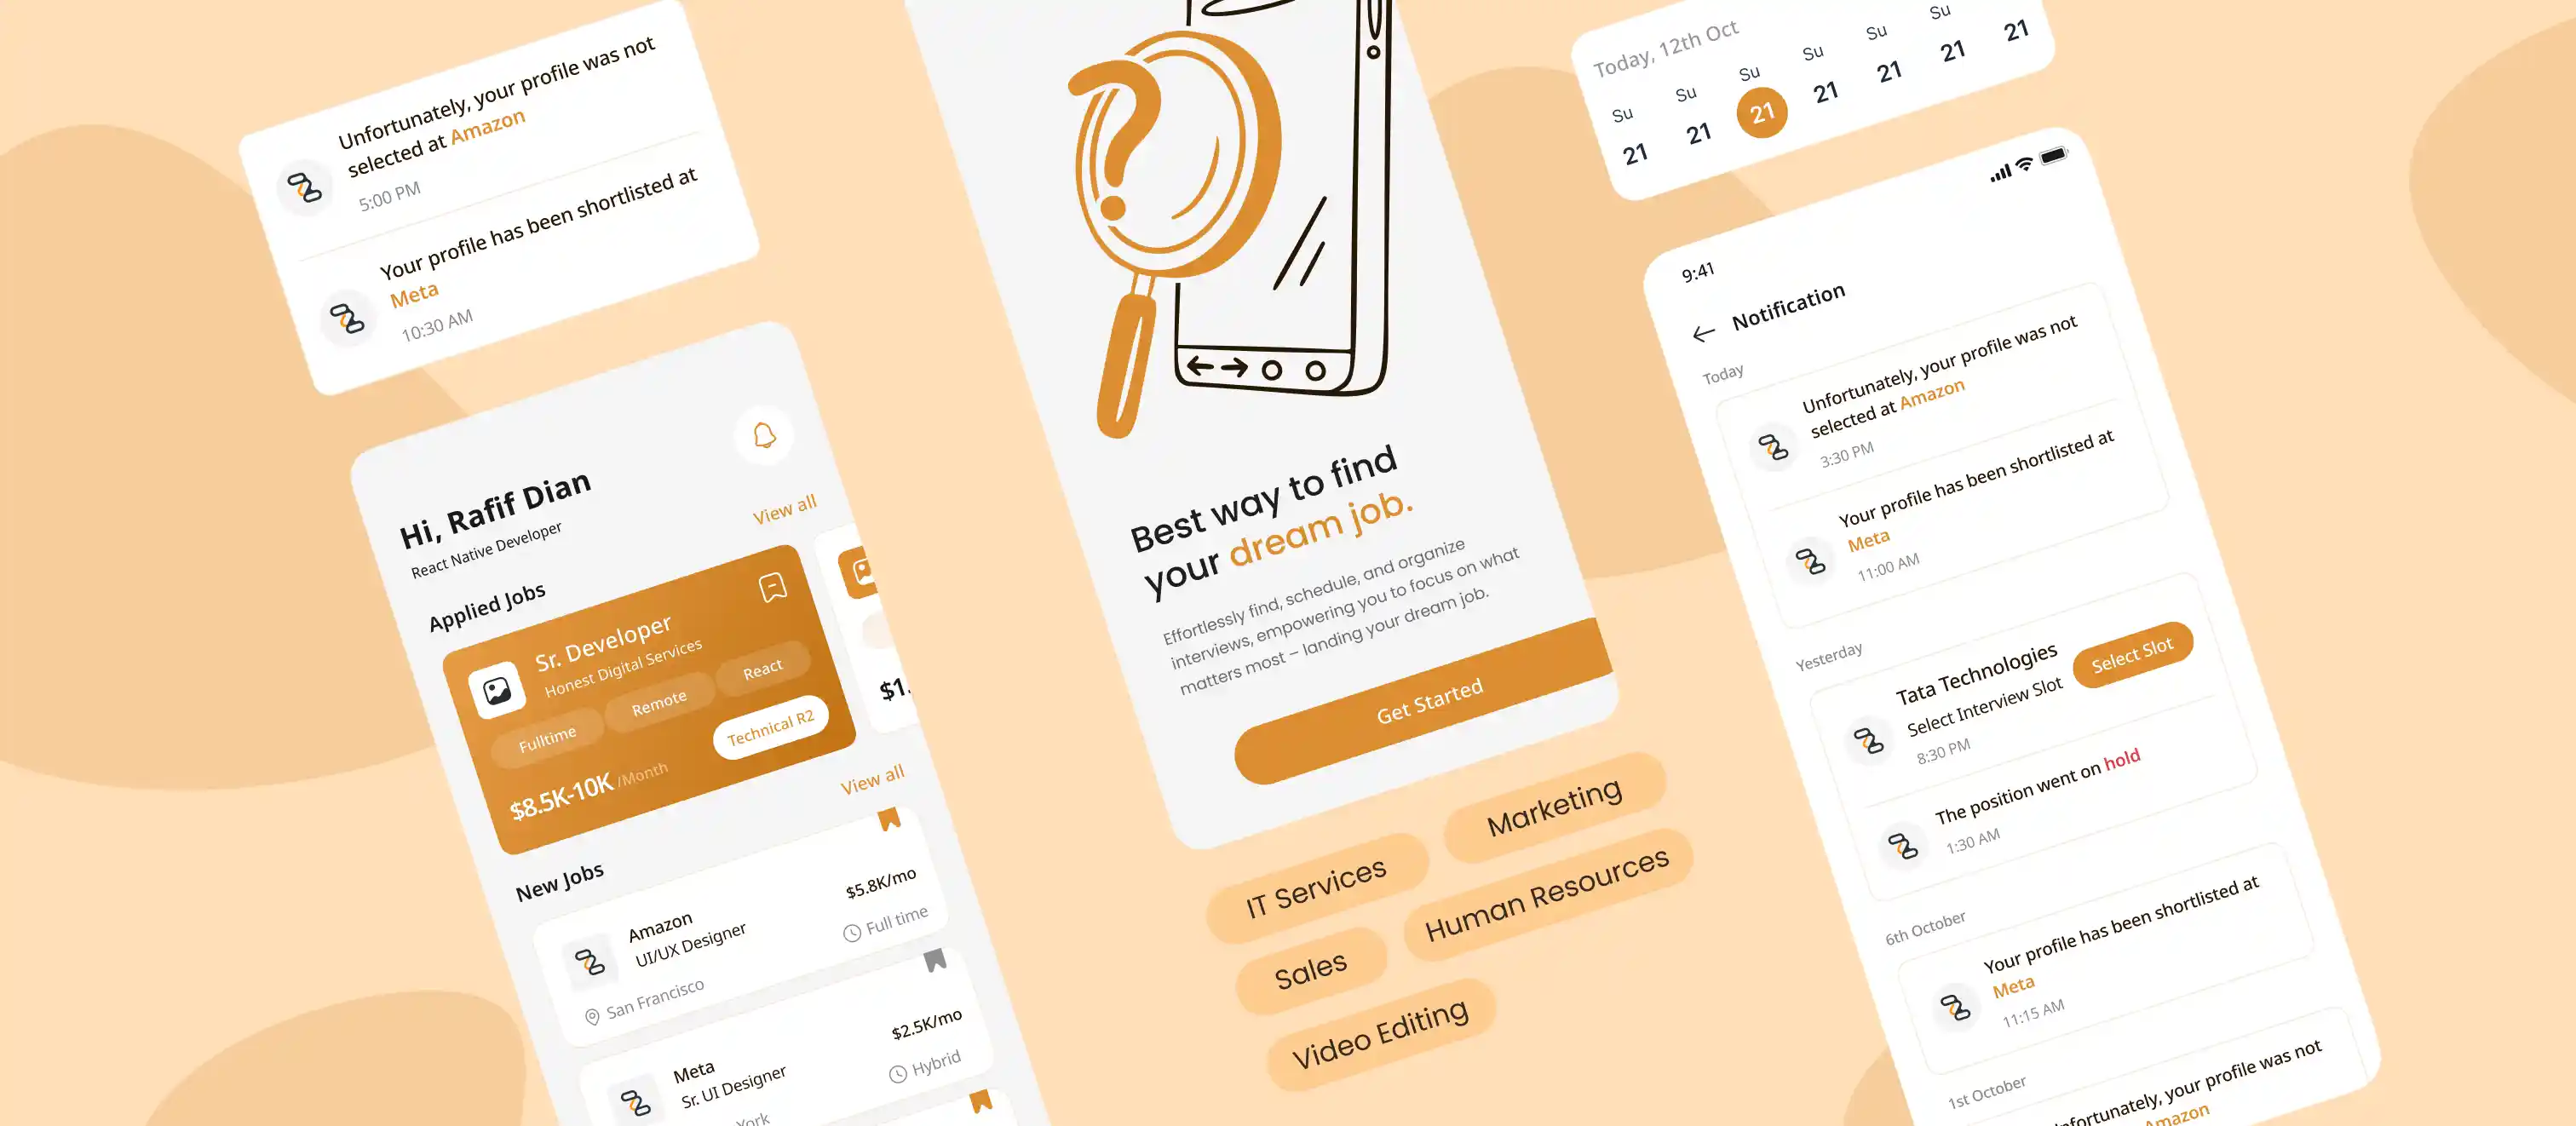 Unfortunately, your profile was not
selected at Amazon
5:00 PM
Your profile has been shortlisted at
Meta
10:30 AM
Hi, Rafif Dian
React Native Developer
Applied Jobs
View all
Sr. Developer
Honest Digital Services
Fulltime
Remote
React
$8.5K-10K /Month
Technical R2
$1.
New Jobs
View all
Amazon
UI/UX Designer
$5.8K/mo
San Francisco
Full time
Meta
Sr. UI Designer
$2.5K/mo
York
Hybrid
Best way to find
your dream job.
Effortlessly find, schedule, and organize
interviews, empowering you to focus on what
matters most – landing your dream job.
Get Started
IT Services
Marketing
Sales
Human Resources
Video Editing
Today, 12th Oct
Su Su Su Su Su Su
21 21 21 21 21 21 21
9:41
Notification
Today
Unfortunately, your profile was not
selected at Amazon
3:30 PM
Your profile has been shortlisted at
Meta
11:00 AM
Yesterday
Tata Technologies
Select Interview Slot
8:30 PM
Select Slot
The position went on hold
1:30 AM
6th October
Your profile has been shortlisted at
Meta
11:15 AM
1st October
nfortunately, your profile was not
Amazon